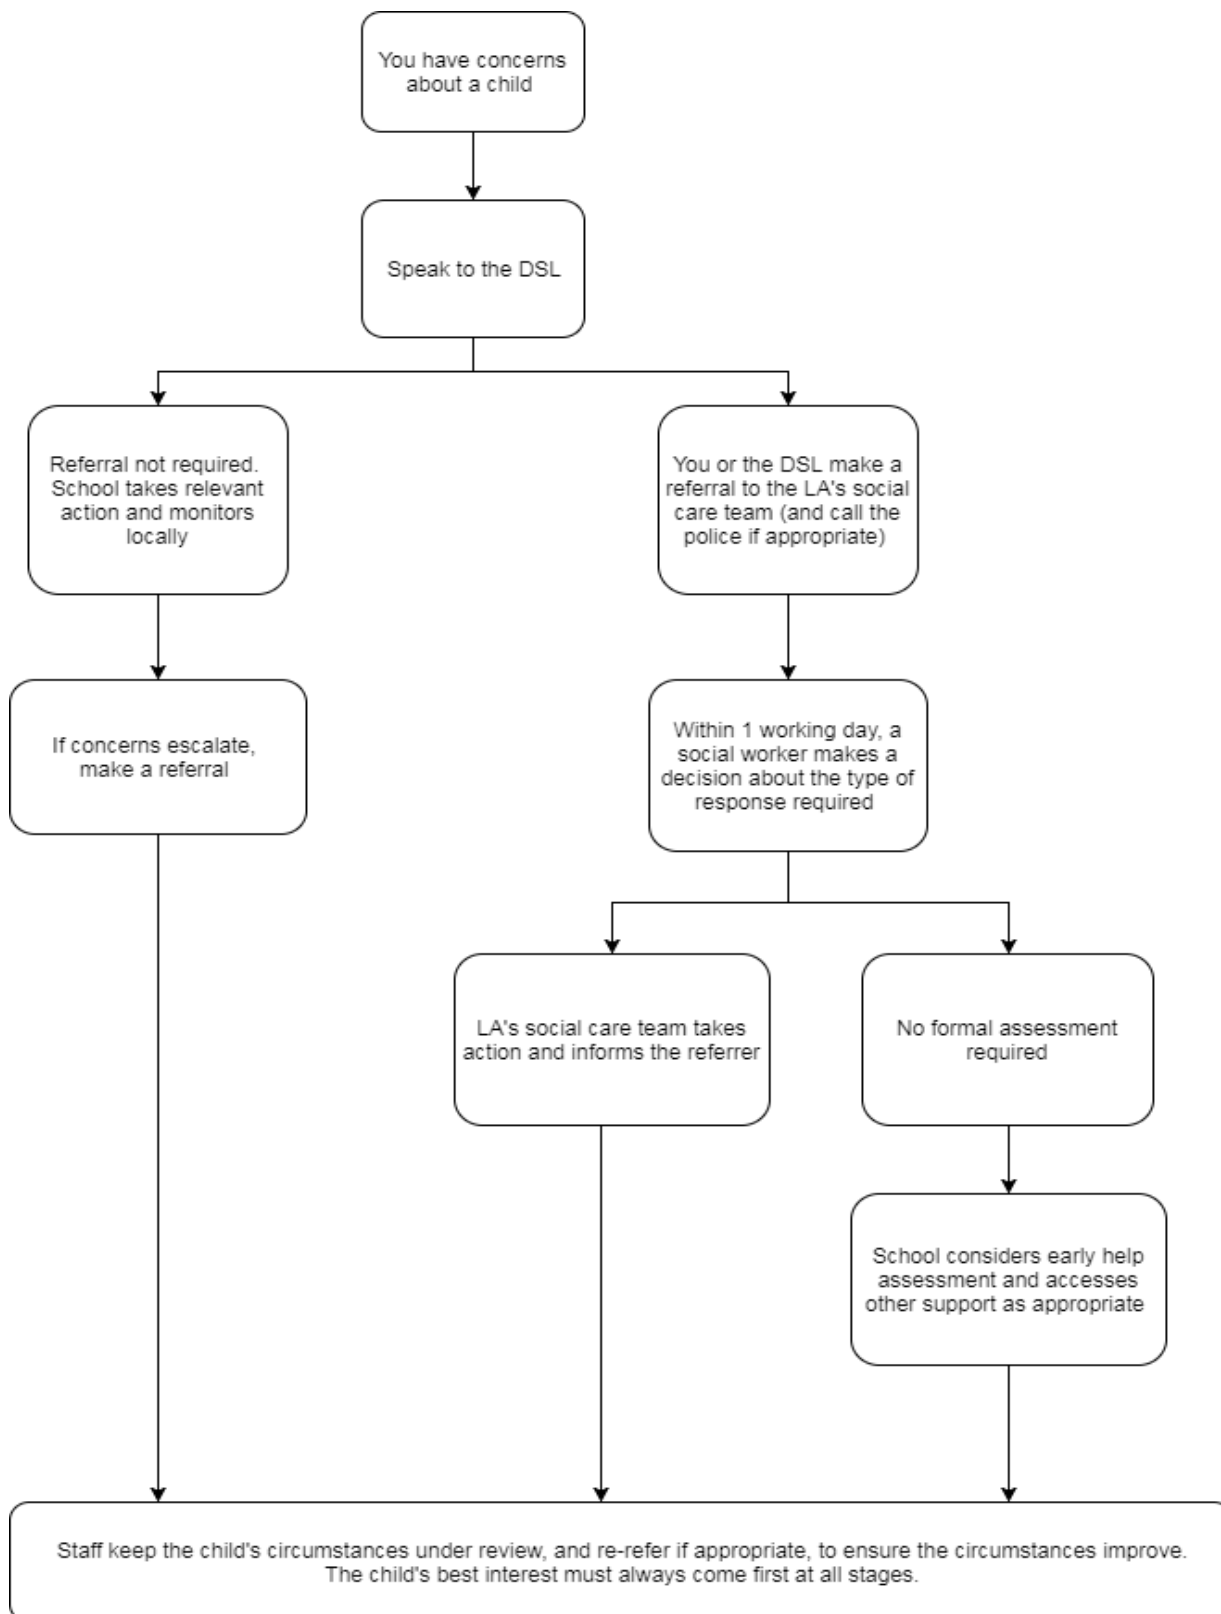 You have concerns
about a child
Speak to the DSL
Referral not required.
School takes relevant
action and monitors
locally
You or the DSL make a
referral to the LA's social
care team (and call the
police if appropriate)
If concerns escalate,
make a referral
Within 1 working day, a
social worker makes a
decision about the type of
response required
LA's social care team takes
action and informs the referrer
No formal assessment
required
School considers early help
assessment and accesses
other support as appropriate
Staff keep the child's circumstances under review, and re-refer if appropriate, to ensure the circumstances improve.
The child's best interest must always come first at all stages.